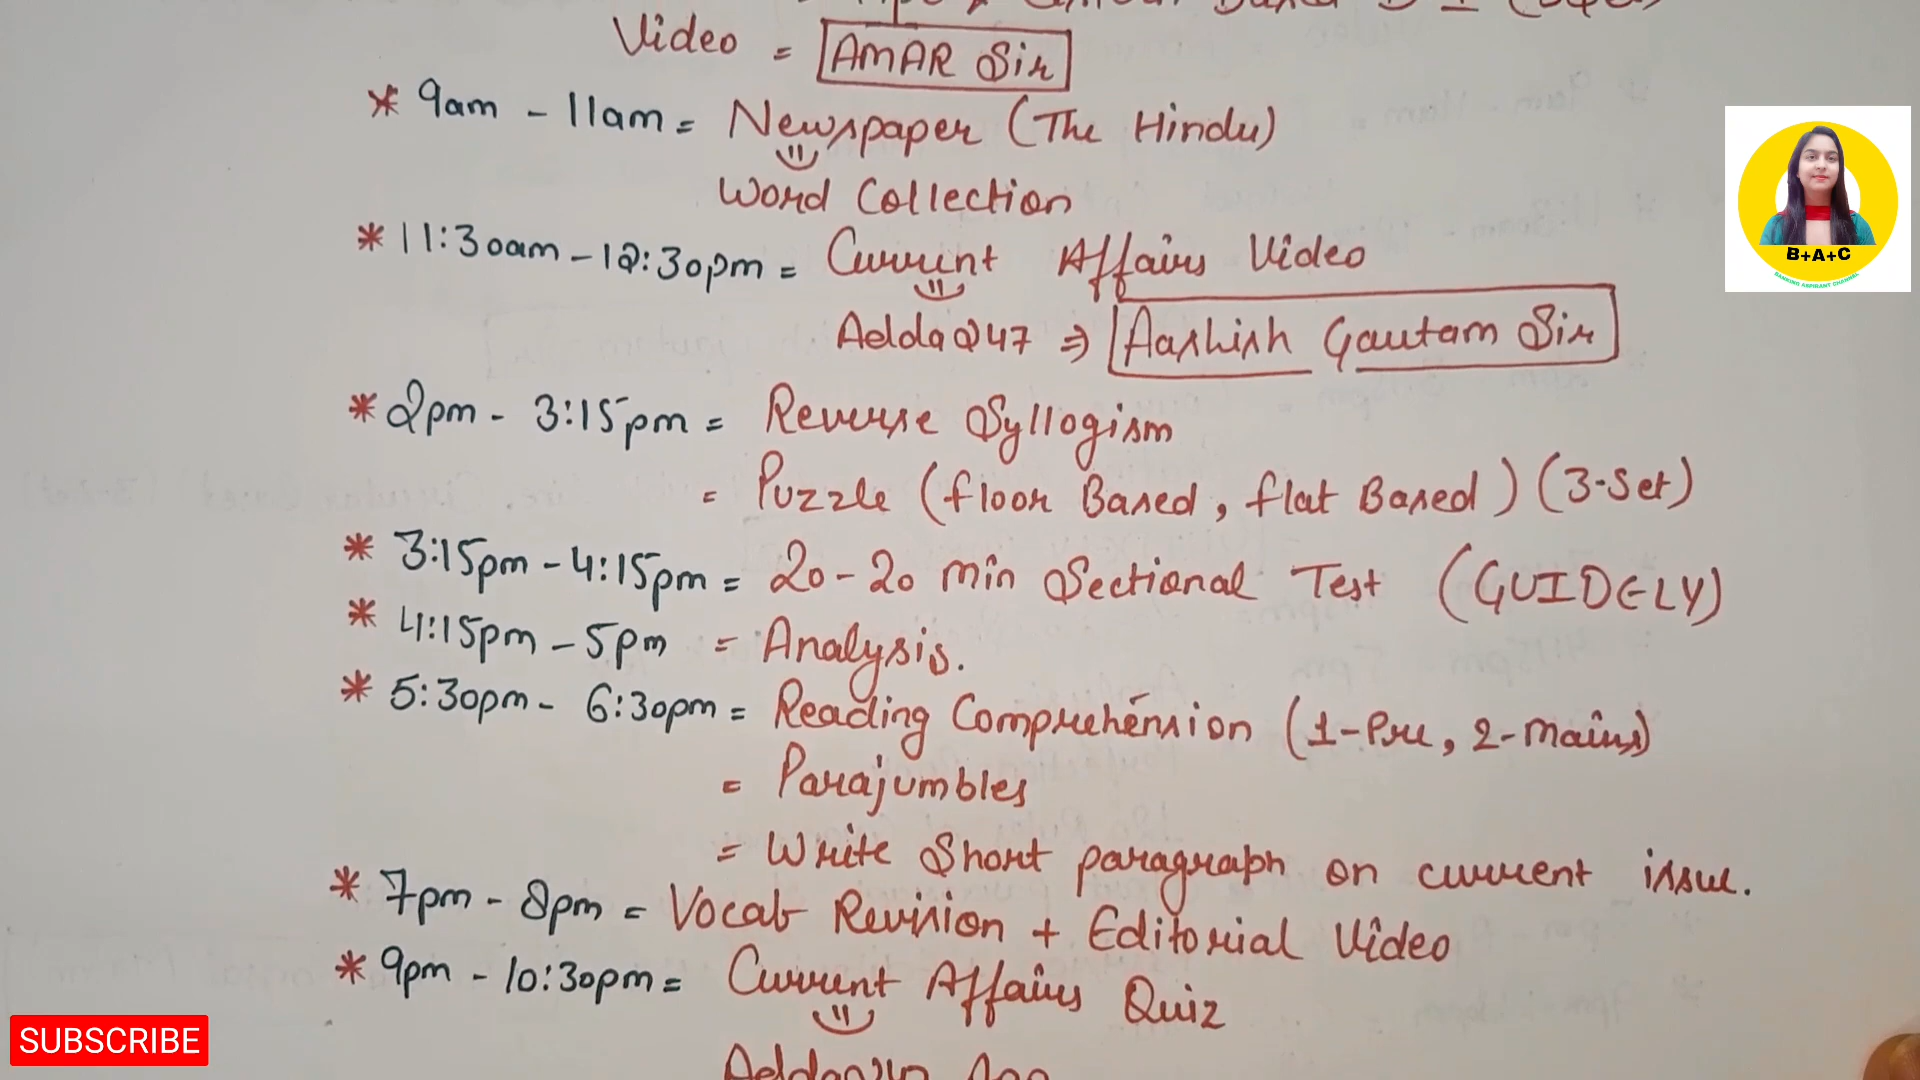 Video = AMAR Sir
* 9am - 11am = Newspaper (The Hindu)
Word Collection
* 11:30am - 12:30pm = Current Affairs Video
Adda247 ⇒ Aashish Gautam Sir
* 2pm - 3:15pm = Reverse Syllogism
= Puzzle (floor Based, flat Based) (3-Set)
* 3:15pm - 4:15pm = 20-20 min Sectional Test (GUIDELY)
* 4:15pm - 5pm = Analysis.
* 5:30pm - 6:30pm = Reading Comprehension (1-Pre, 2-Mains)
= Parajumbles
= Write Short paragraph on current issue.
* 7pm - 8pm = Vocab Revision + Editorial Video
* 9pm - 10:30pm = Current Affairs Quiz
B+A+C
BANKING ASPIRANT CHANNEL
SUBSCRIBE